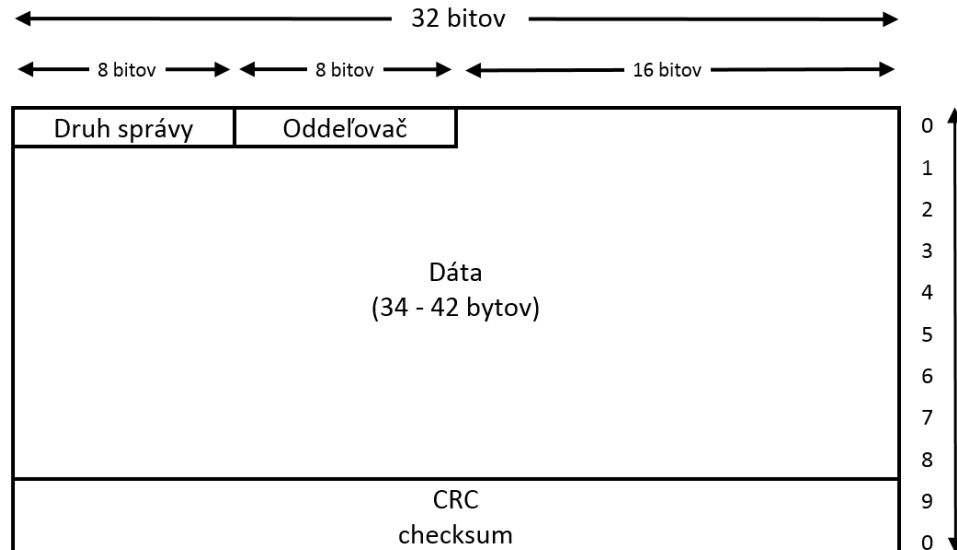 32 bitov
8 bitov
8 bitov
16 bitov
Druh správy
Oddeľovač
0
1
2
3
Dáta
4
(34 - 42 bytov)
5
6
7
8
CRC
9
checksum
0